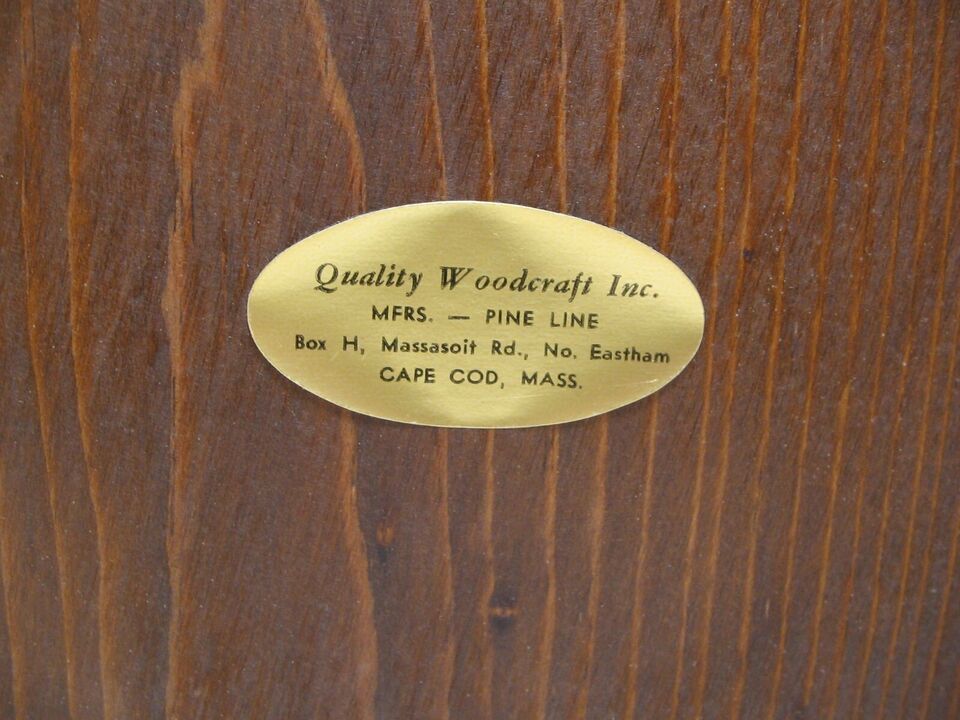 Quality Woodcraft Inc.
MFRS. — PINE LINE
Box H, Massasoit Rd., No. Eastham
CAPE COD, MASS.